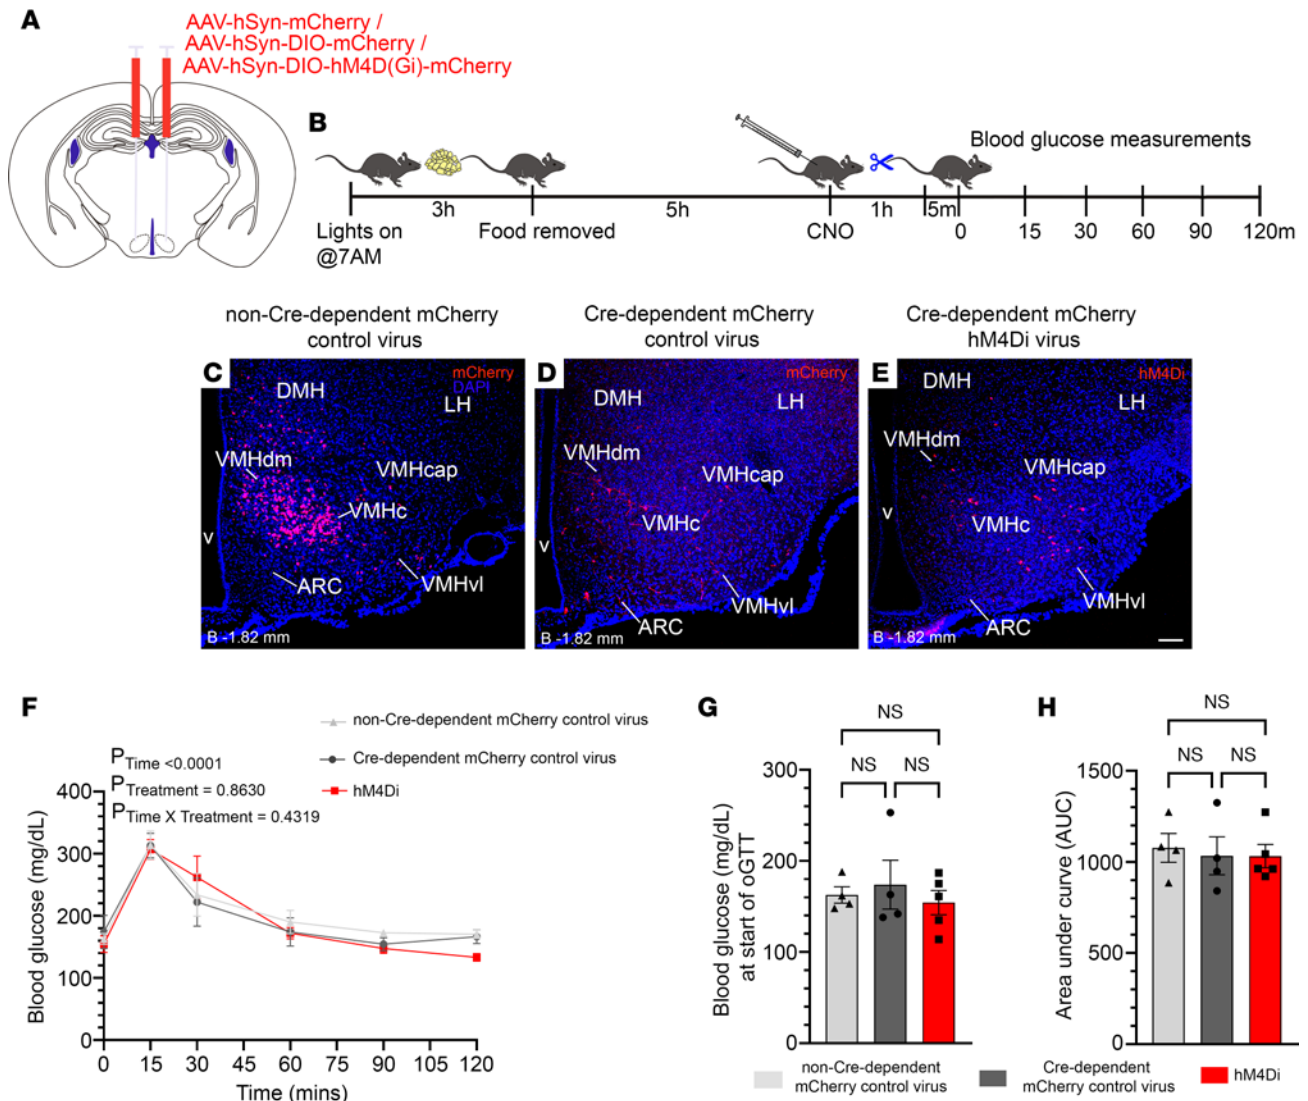 A
AAV-hSyn-mCherry /
AAV-hSyn-DIO-mCherry /
AAV-hSyn-DIO-hM4D(Gi)-mCherry
B
Blood glucose measurements
3h
5h
1h
5m
Lights on
@7AM
Food removed
CNO
0
15
30
60
90
120m
non-Cre-dependent mCherry
control virus
Cre-dependent mCherry
control virus
Cre-dependent mCherry
hM4Di virus
C
mCherry
DAPI
DMH
LH
VMHdm
VMHcap
VMHc
v
ARC
VMHvl
B -1.82 mm
D
mCherry
DMH
LH
VMHdm
VMHcap
VMHc
v
VMHvl
ARC
B -1.82 mm
E
hM4Di
DMH
LH
VMHdm
VMHcap
v
VMHc
VMHvl
ARC
B -1.82 mm
F
non-Cre-dependent mCherry control virus
Cre-dependent mCherry control virus
hM4Di
PTime <0.0001
PTreatment = 0.8630
PTime X Treatment = 0.4319
Blood glucose (mg/dL)
400
300
200
100
0
0 15 30 45 60 75 90 105 120
Time (mins)
G
NS
NS NS
Blood glucose (mg/dL)
at start of oGTT
300
200
100
0
H
NS
NS NS
Area under curve (AUC)
1500
1000
500
0
non-Cre-dependent
mCherry control virus
Cre-dependent
mCherry control virus
hM4Di